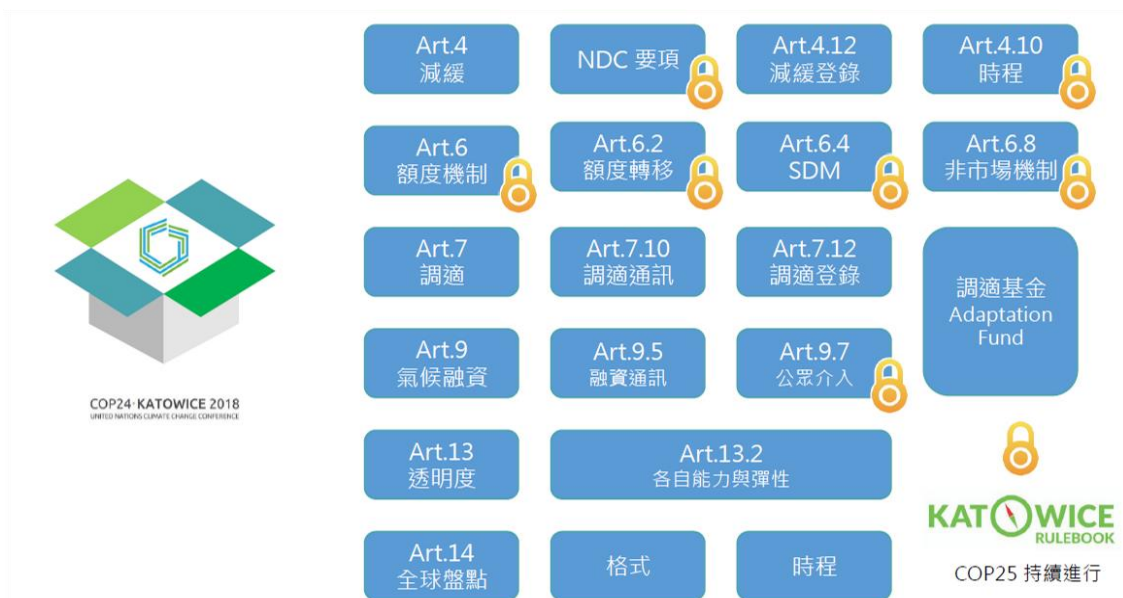 Art.4
減緩
NDC 要項
Art.4.12
減緩登錄
Art.4.10
時程
Art.6
額度機制
Art.6.2
額度轉移
Art.6.4
SDM
Art.6.8
非市場機制
Art.7
調適
Art.7.10
調適通訊
Art.7.12
調適登錄
調適基金
Adaptation
Fund
Art.9
氣候融資
Art.9.5
融資通訊
Art.9.7
公眾介入
COP24·KATOWICE 2018
UNITED NATIONS CLIMATE CHANGE CONFERENCE
Art.13
透明度
Art.13.2
各自能力與彈性
KATOWICE
RULEBOOK
COP25 持續進行
Art.14
全球盤點
格式
時程